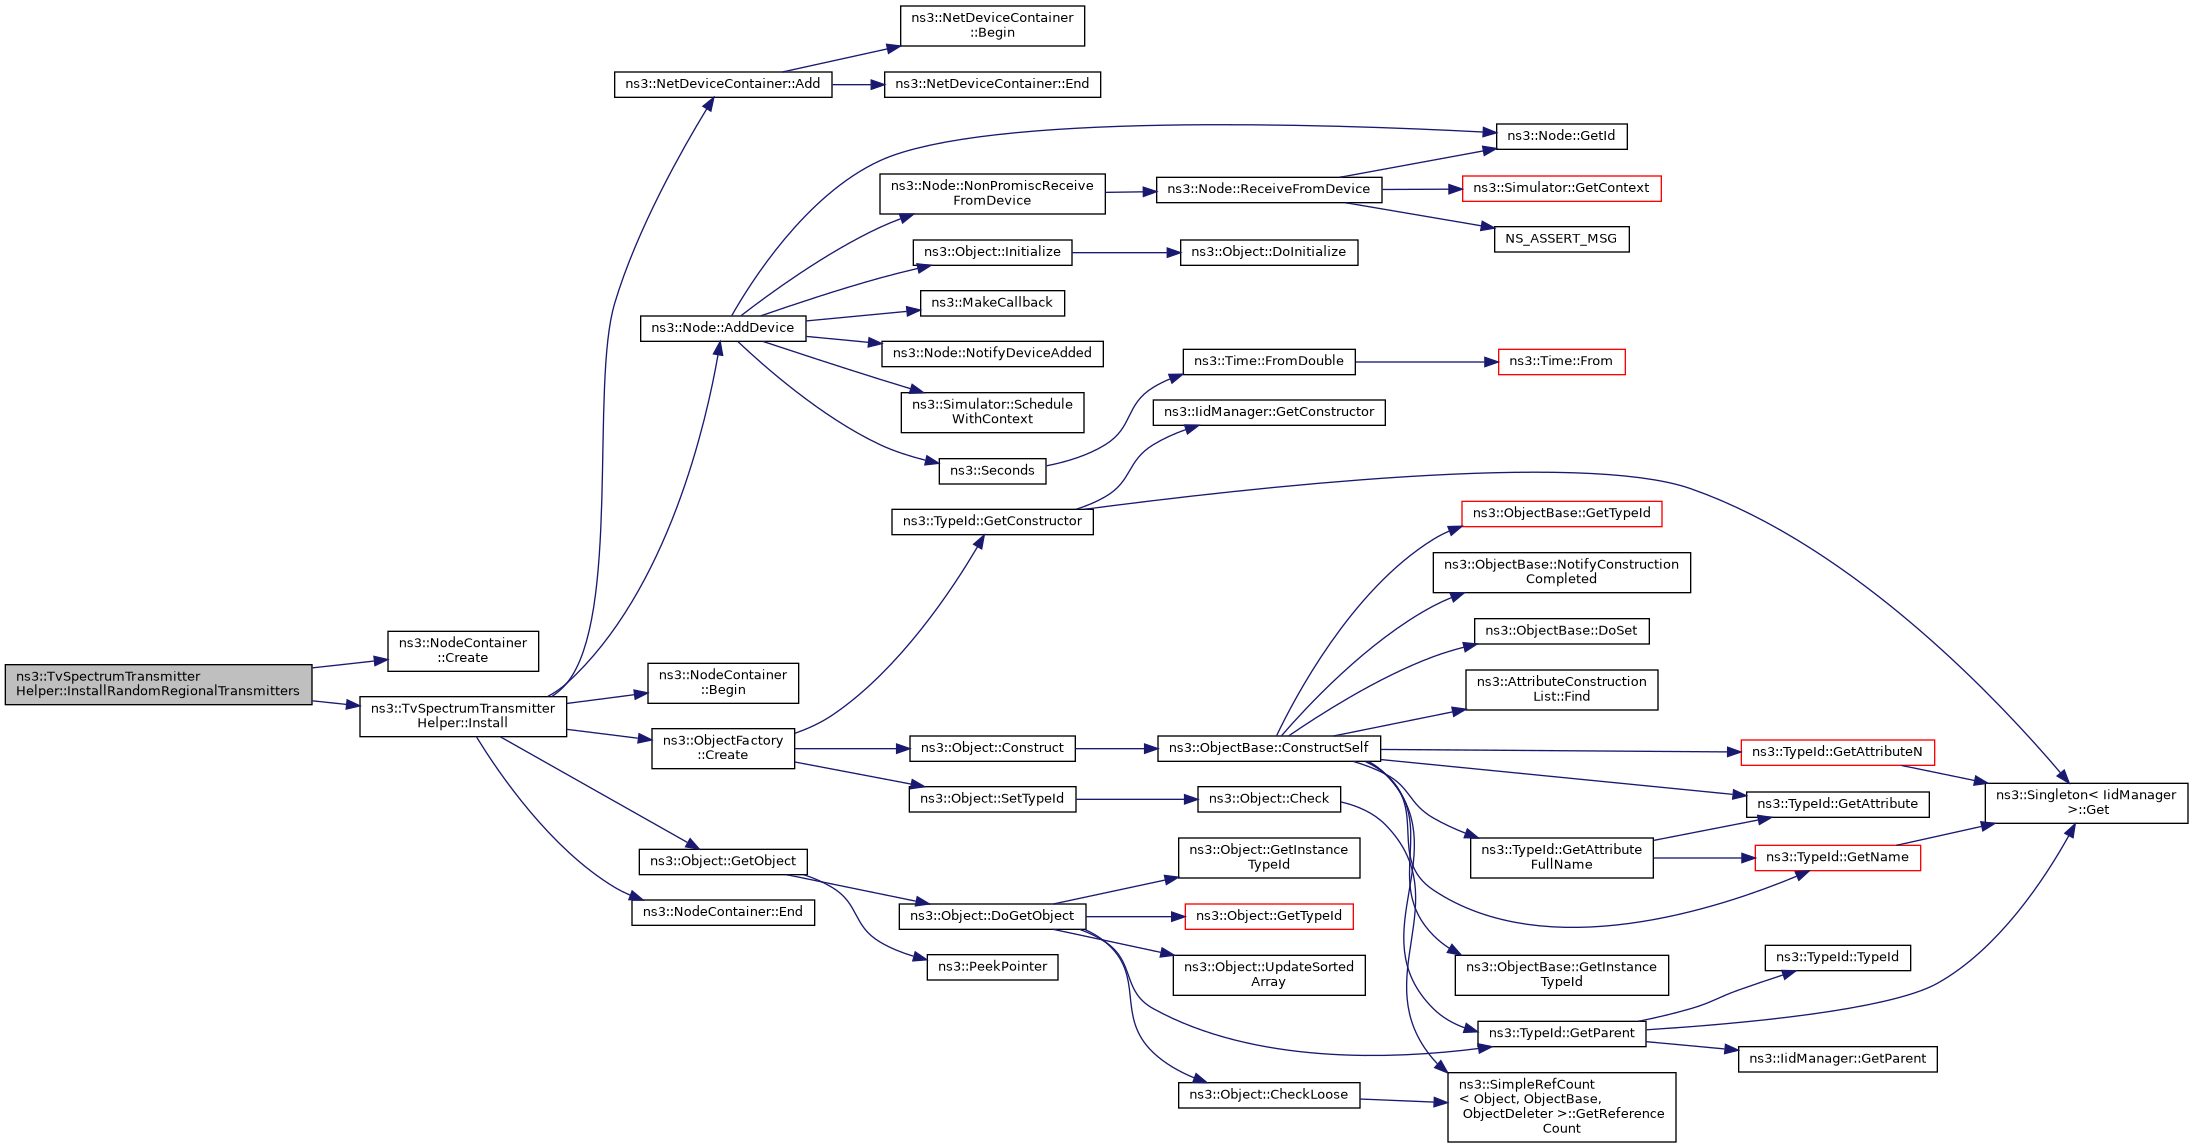 ns3::NetDeviceContainer
::Begin
ns3::NetDeviceContainer::Add
ns3::NetDeviceContainer::End
ns3::Node::GetId
ns3::Node::NonPromiscReceive
FromDevice
ns3::Node::ReceiveFromDevice
ns3::Simulator::GetContext
NS_ASSERT_MSG
ns3::Object::Initialize
ns3::Object::DoInitialize
ns3::MakeCallback
ns3::Node::AddDevice
ns3::Node::NotifyDeviceAdded
ns3::Time::FromDouble
ns3::Time::From
ns3::Simulator::Schedule
WithContext
ns3::IidManager::GetConstructor
ns3::Seconds
ns3::TypeId::GetConstructor
ns3::ObjectBase::GetTypeId
ns3::ObjectBase::NotifyConstruction
Completed
ns3::ObjectBase::DoSet
ns3::NodeContainer
::Create
ns3::TvSpectrumTransmitter
Helper::InstallRandomRegionalTransmitters
ns3::NodeContainer
::Begin
ns3::AttributeConstruction
List::Find
ns3::TvSpectrumTransmitter
Helper::Install
ns3::ObjectFactory
::Create
ns3::Object::Construct
ns3::ObjectBase::ConstructSelf
ns3::TypeId::GetAttributeN
ns3::Object::SetTypeId
ns3::Object::Check
ns3::TypeId::GetAttribute
ns3::Singleton< IidManager
>::Get
ns3::Object::GetObject
ns3::Object::GetInstance
TypeId
ns3::TypeId::GetAttribute
FullName
ns3::TypeId::GetName
ns3::NodeContainer::End
ns3::Object::DoGetObject
ns3::Object::GetTypeId
ns3::PeekPointer
ns3::Object::UpdateSorted
Array
ns3::ObjectBase::GetInstance
TypeId
ns3::TypeId::TypeId
ns3::TypeId::GetParent
ns3::IidManager::GetParent
ns3::Object::CheckLoose
ns3::SimpleRefCount
< Object, ObjectBase,
ObjectDeleter >::GetReference
Count